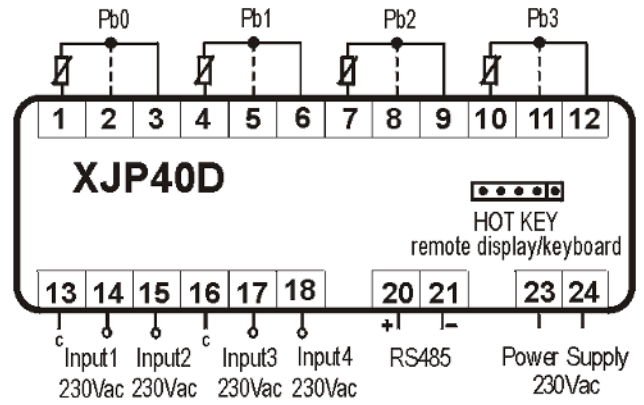 Pb0 Pb1 Pb2 Pb3
1 2 3 4 5 6 7 8 9 10 11 12
XJP40D
HOT KEY
remote display/keyboard
13 14 15 16 17 18 20 21 23 24
c c + -
Input1 Input2 Input3 Input4 RS485 Power Supply
230Vac 230Vac 230Vac 230Vac 230Vac